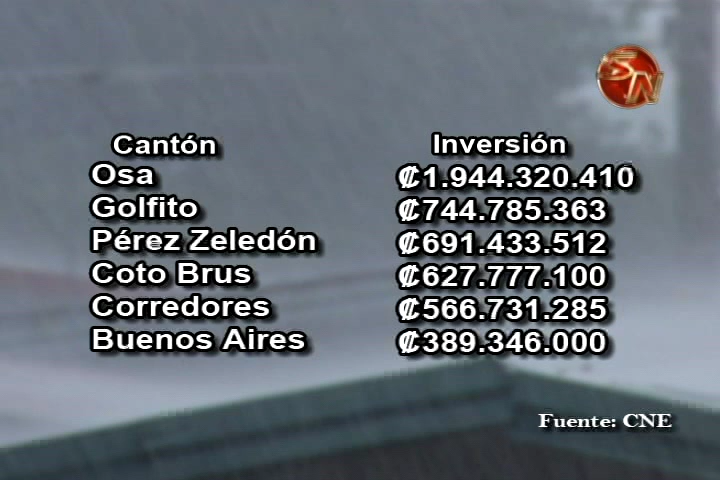 SN
Cantón Inversión
Osa ₡1.944.320.410
Golfito ₡744.785.363
Pérez Zeledón ₡691.433.512
Coto Brus ₡627.777.100
Corredores ₡566.731.285
Buenos Aires ₡389.346.000
Fuente: CNE